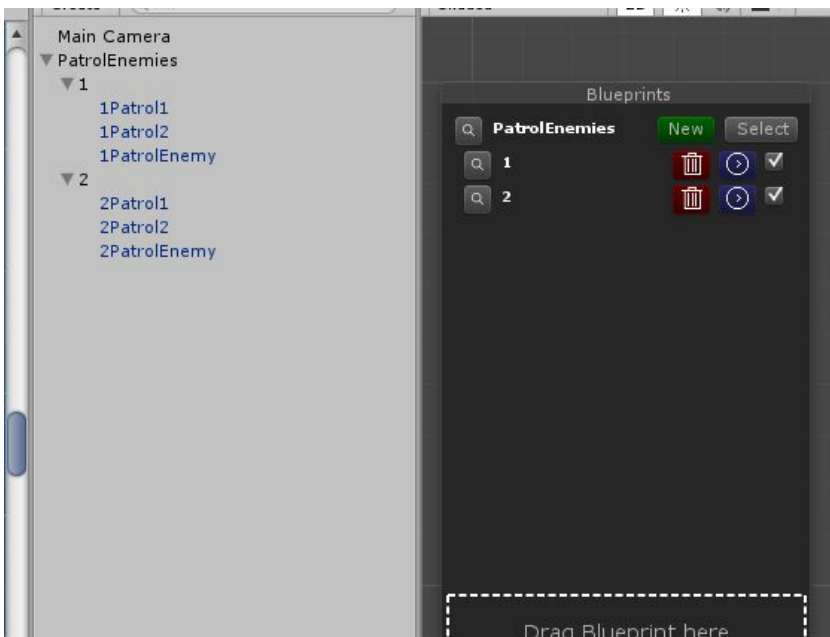 Main Camera
PatrolEnemies
1
1Patrol1
1Patrol2
1PatrolEnemy
2
2Patrol1
2Patrol2
2PatrolEnemy
Blueprints
PatrolEnemies New Select
1
2
Drag Blueprint here